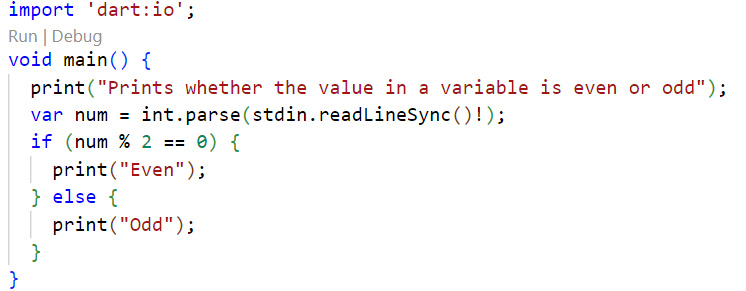 import 'dart:io';
Run | Debug
void main() {
  print("Prints whether the value in a variable is even or odd");
  var num = int.parse(stdin.readLineSync()!);
  if (num % 2 == 0) {
    print("Even");
  } else {
    print("Odd");
  }
}